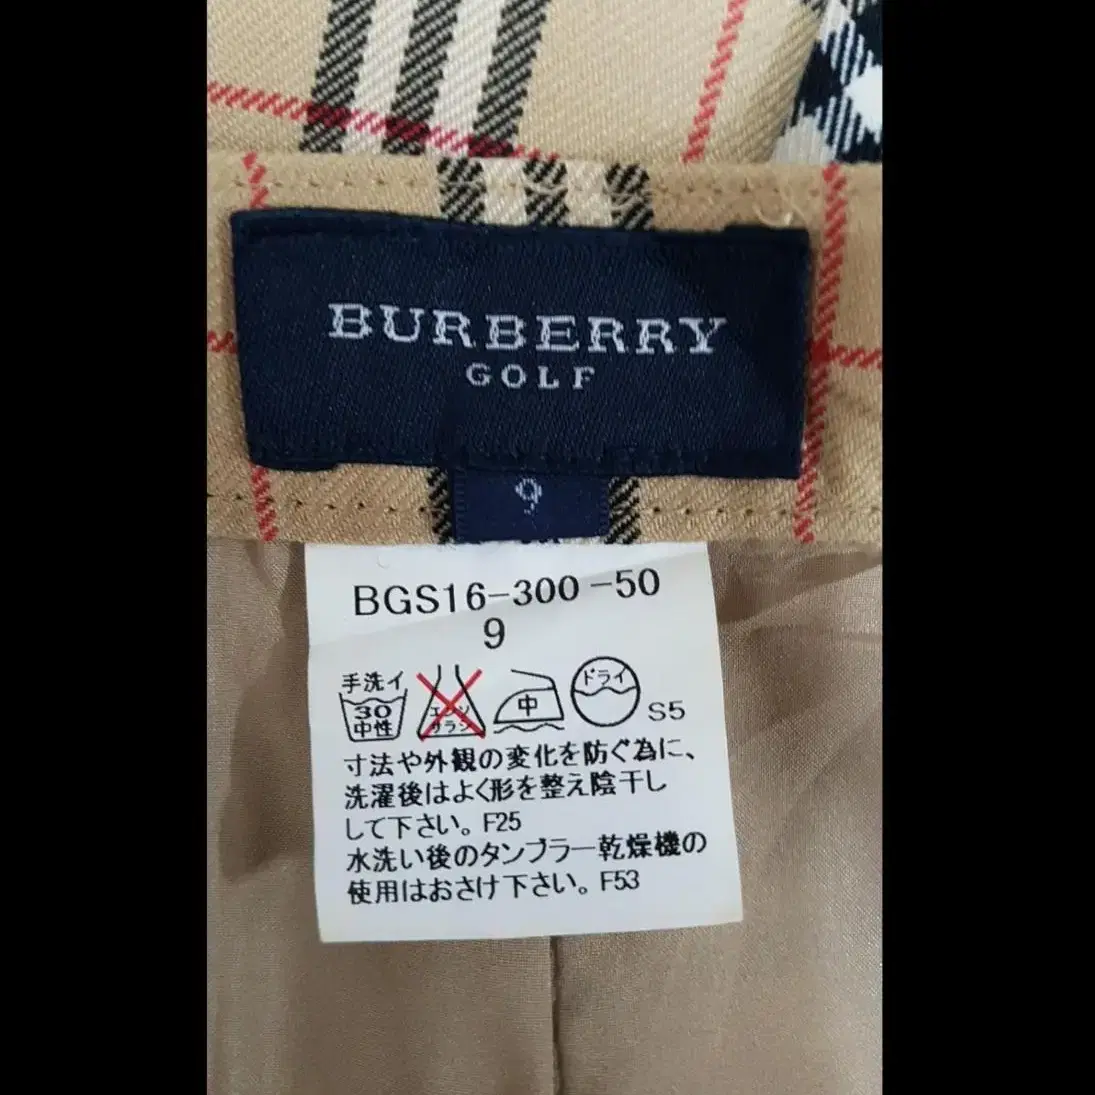 BURBERRY
GOLF
9
BGS16-300-50
9
手洗イ
30
中性
エンソ
サラシ
中
ドライ
S5
寸法や外観の変化を防ぐ為に、
洗濯後はよく形を整え陰干し
して下さい。F25
水洗い後のタンブラー乾燥機の
使用はおさけ下さい。F53